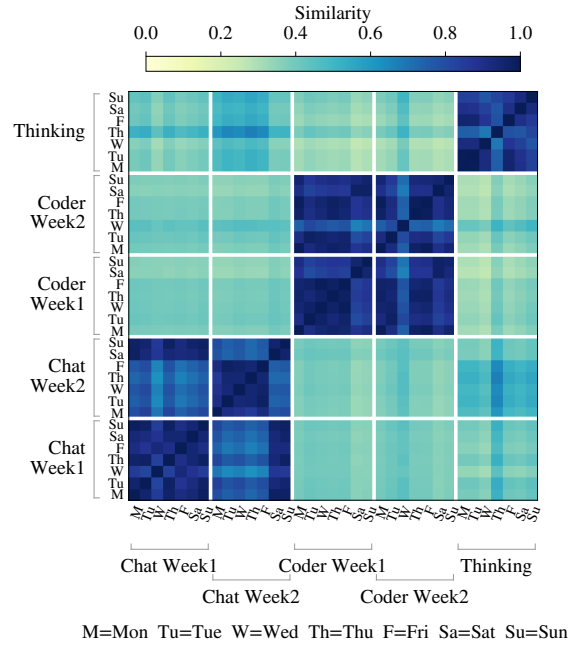 Similarity
0.0 0.2 0.4 0.6 0.8 1.0
Thinking
Su
Sa
F
Th
W
Tu
M
Coder
Week2
Su
Sa
F
Th
W
Tu
M
Coder
Week1
Su
Sa
F
Th
W
Tu
M
Chat
Week2
Su
Sa
F
Th
W
Tu
M
Chat
Week1
Su
Sa
F
Th
W
Tu
M
M Tu W Th F Sa Su M Tu W Th F Sa Su M Tu W Th F Sa Su M Tu W Th F Sa Su M Tu W Th F Sa Su
Chat Week1 Coder Week1 Thinking
Chat Week2 Coder Week2
M=Mon Tu=Tue W=Wed Th=Thu F=Fri Sa=Sat Su=Sun